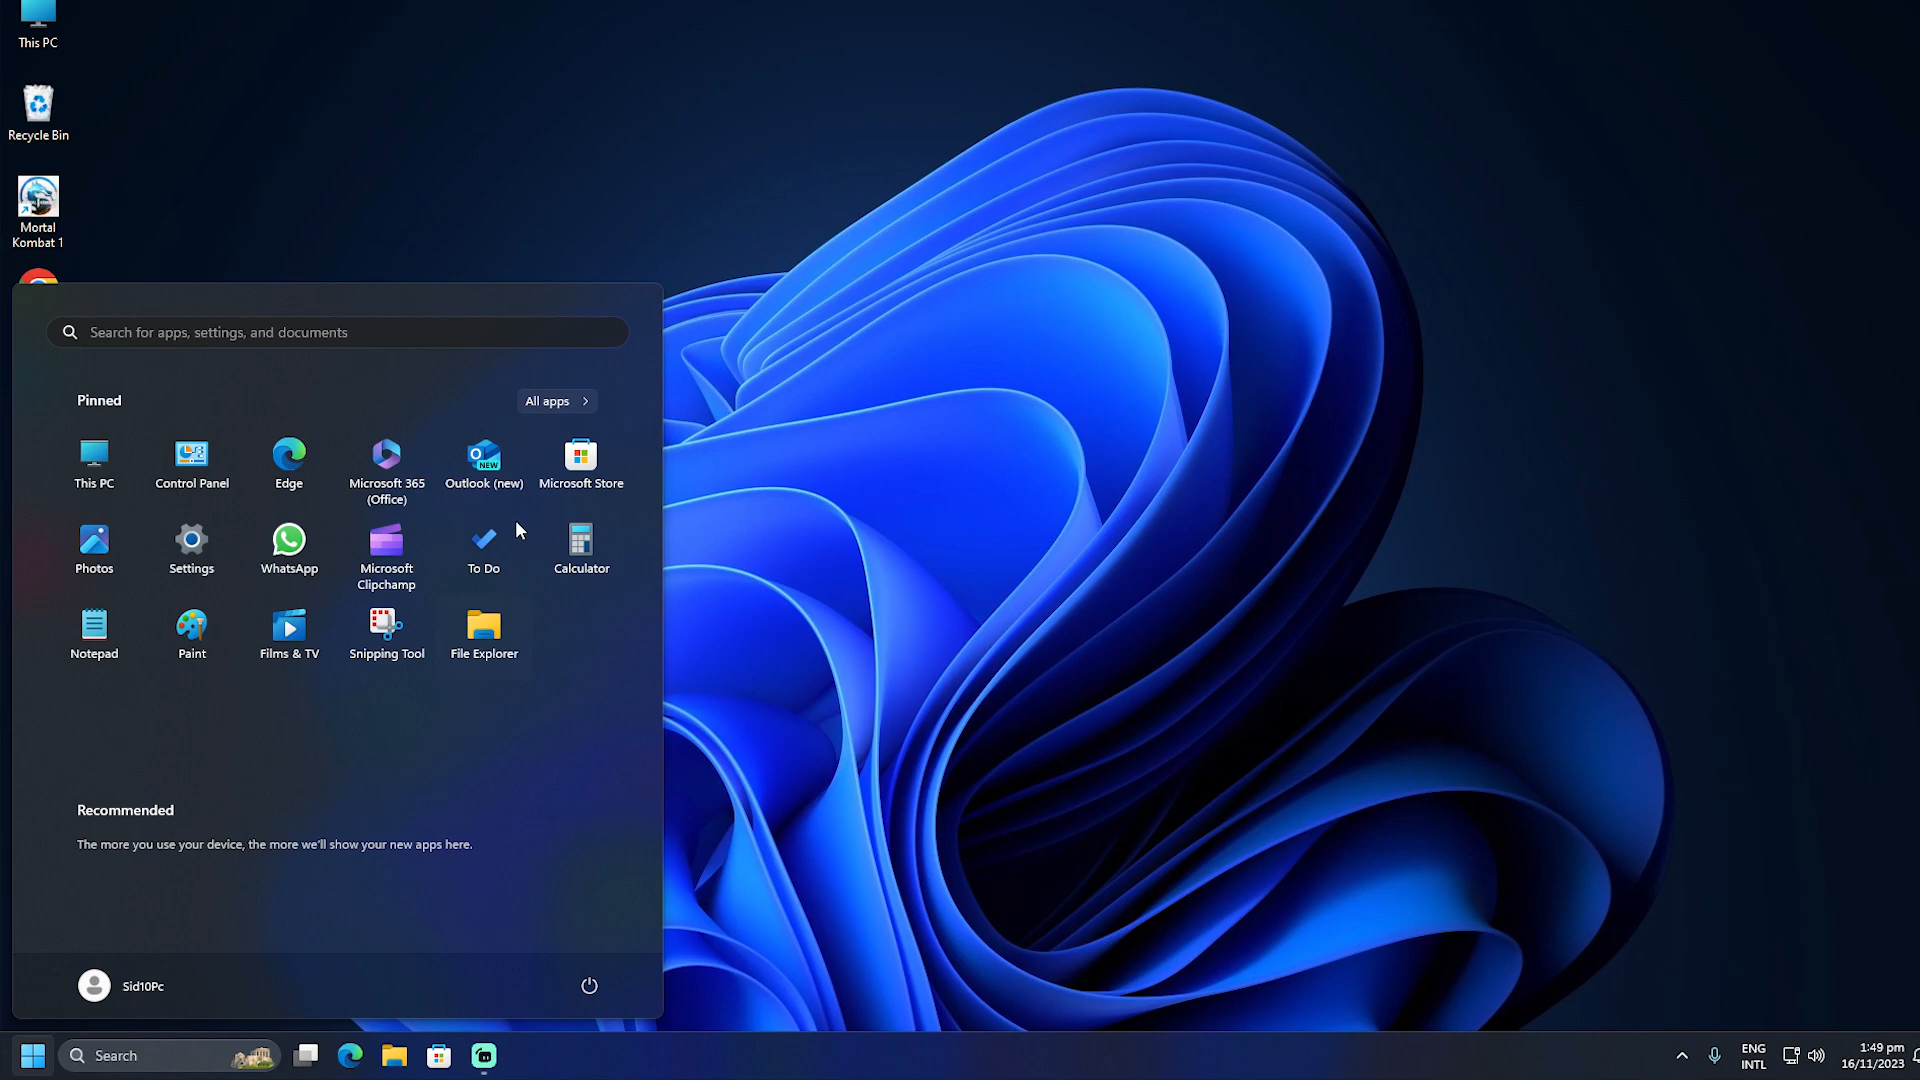 This PC
Recycle Bin
Mortal
Kombat 1
Search for apps, settings, and documents
Pinned
All apps
This PC
Control Panel
Edge
Microsoft 365
(Office)
Outlook (new)
Microsoft Store
Photos
Settings
WhatsApp
Microsoft
Clipchamp
To Do
Calculator
Notepad
Paint
Films & TV
Snipping Tool
File Explorer
Recommended
The more you use your device, the more we'll show your new apps here.
Sid10Pc
Search
ENG
INTL
1:49 pm
16/11/2023